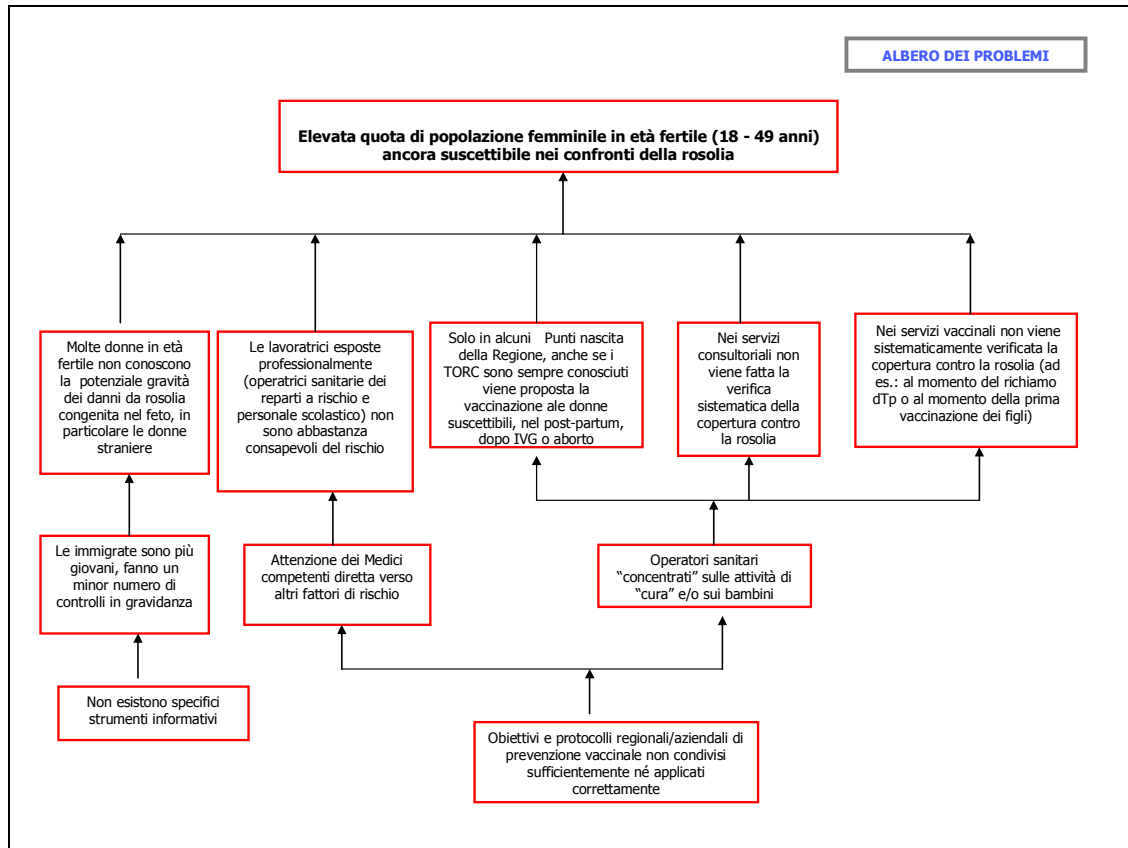 ALBERO DEI PROBLEMI
Elevata quota di popolazione femminile in età fertile (18 - 49 anni)
ancora suscettibile nei confronti della rosolia
Molte donne in età
fertile non conoscono
la potenziale gravità
dei danni da rosolia
congenita nel feto, in
particolare le donne
straniere
Le lavoratrici esposte
professionalmente
(operatrici sanitarie dei
reparti a rischio e
personale scolastico) non
sono abbastanza
consapevoli del rischio
Solo in alcuni Punti nascita
della Regione, anche se i
TORC sono sempre conosciuti
viene proposta la
vaccinazione ale donne
suscettibili, nel post-partum,
dopo IVG o aborto
Nei servizi
consultoriali non
viene fatta la
verifica
sistematica della
copertura contro
la rosolia
Nei servizi vaccinali non viene
sistematicamente verificata la
copertura contro la rosolia (ad
es.: al momento del richiamo
dTp o al momento della prima
vaccinazione dei figli)
Le immigrate sono più
giovani, fanno un
minor numero di
controlli in gravidanza
Attenzione dei Medici
competenti diretta verso
altri fattori di rischio
Operatori sanitari
“concentrati” sulle attività di
“cura” e/o sui bambini
Non esistono specifici
strumenti informativi
Obiettivi e protocolli regionali/aziendali di
prevenzione vaccinale non condivisi
sufficientemente né applicati
correttamente